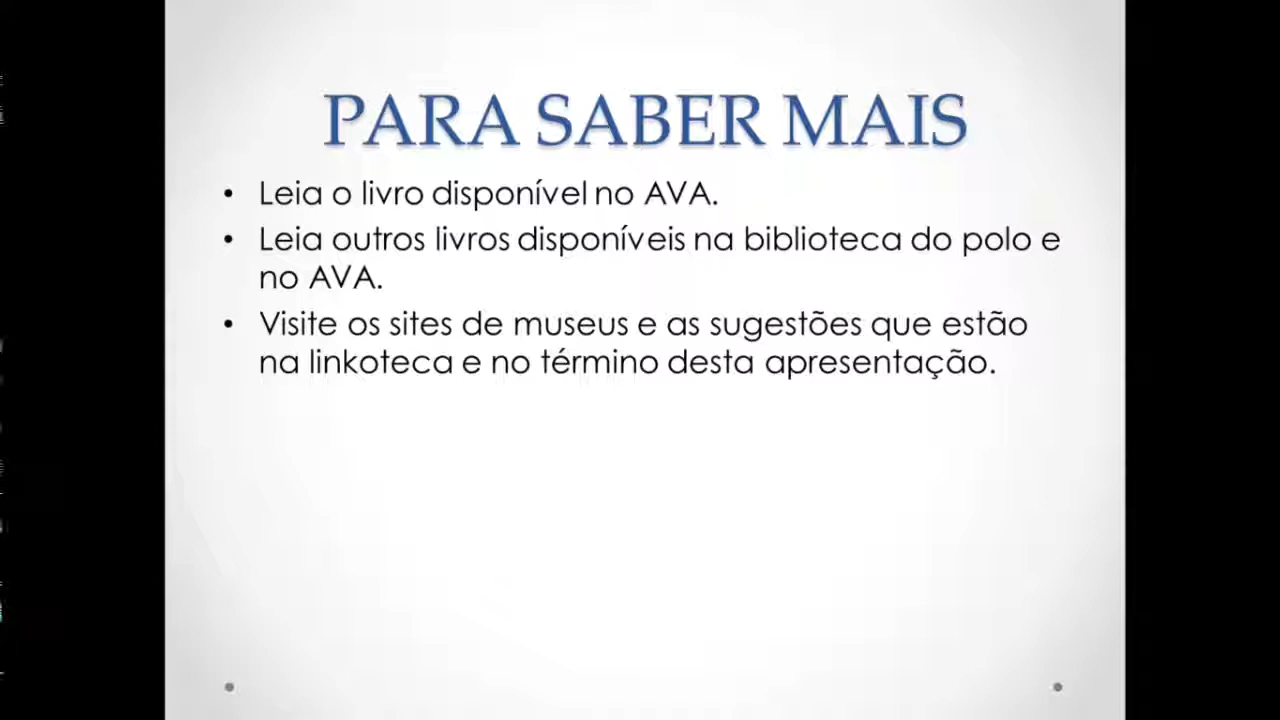 PARA SABER MAIS
• Leia o livro disponível no AVA.
• Leia outros livros disponíveis na biblioteca do polo e
no AVA.
• Visite os sites de museus e as sugestões que estão
na linkoteca e no término desta apresentação.